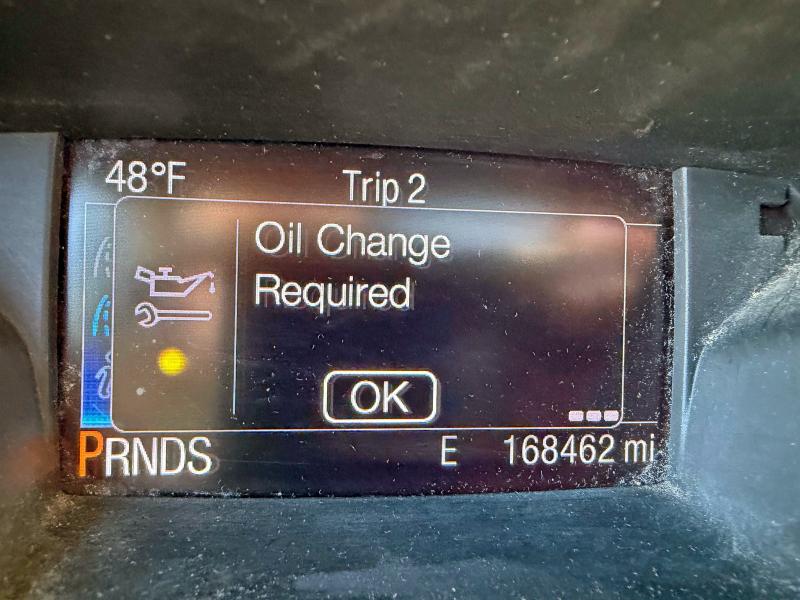 48°F
Trip 2
Oil Change
Required
OK
PRNDS
E
168462 mi